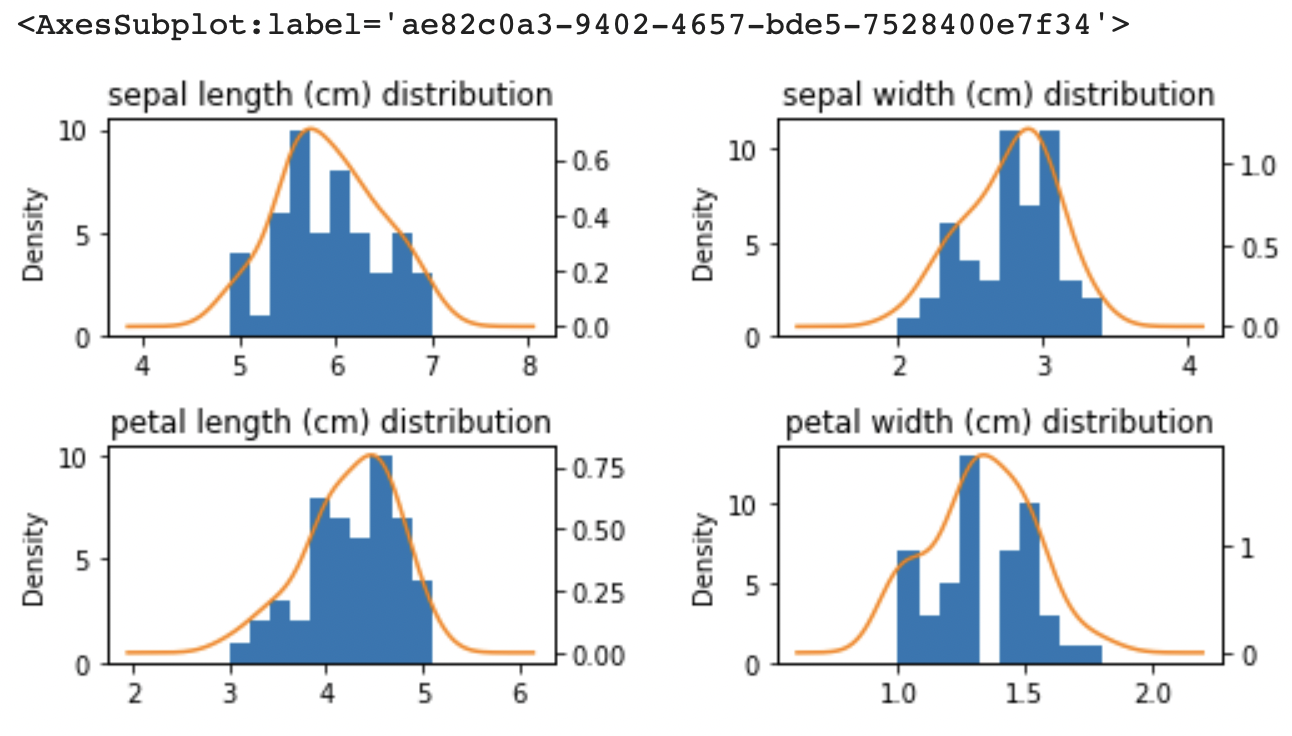 <AxesSubplot:label='ae82c0a3-9402-4657-bde5-7528400e7f34'>
sepal length (cm) distribution
Density
10
5
0
0.6
0.4
0.2
0.0
4 5 6 7 8
sepal width (cm) distribution
Density
10
5
0
1.0
0.5
0.0
2 3 4
petal length (cm) distribution
Density
10
5
0
0.75
0.50
0.25
0.00
2 3 4 5 6
petal width (cm) distribution
Density
10
5
0
1
0
1.0 1.5 2.0